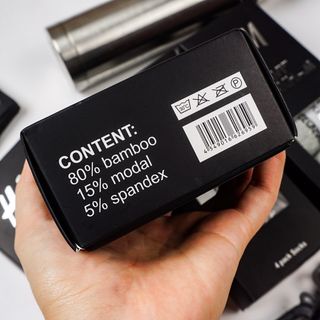 CONTENT:
80% bamboo
15% modal
5% spandex
4 pack Socks